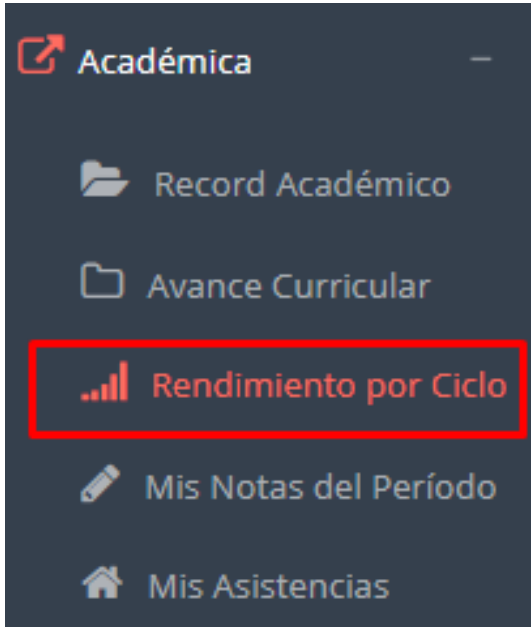 Académica
Record Académico
Avance Curricular
Rendimiento por Ciclo
Mis Notas del Período
Mis Asistencias